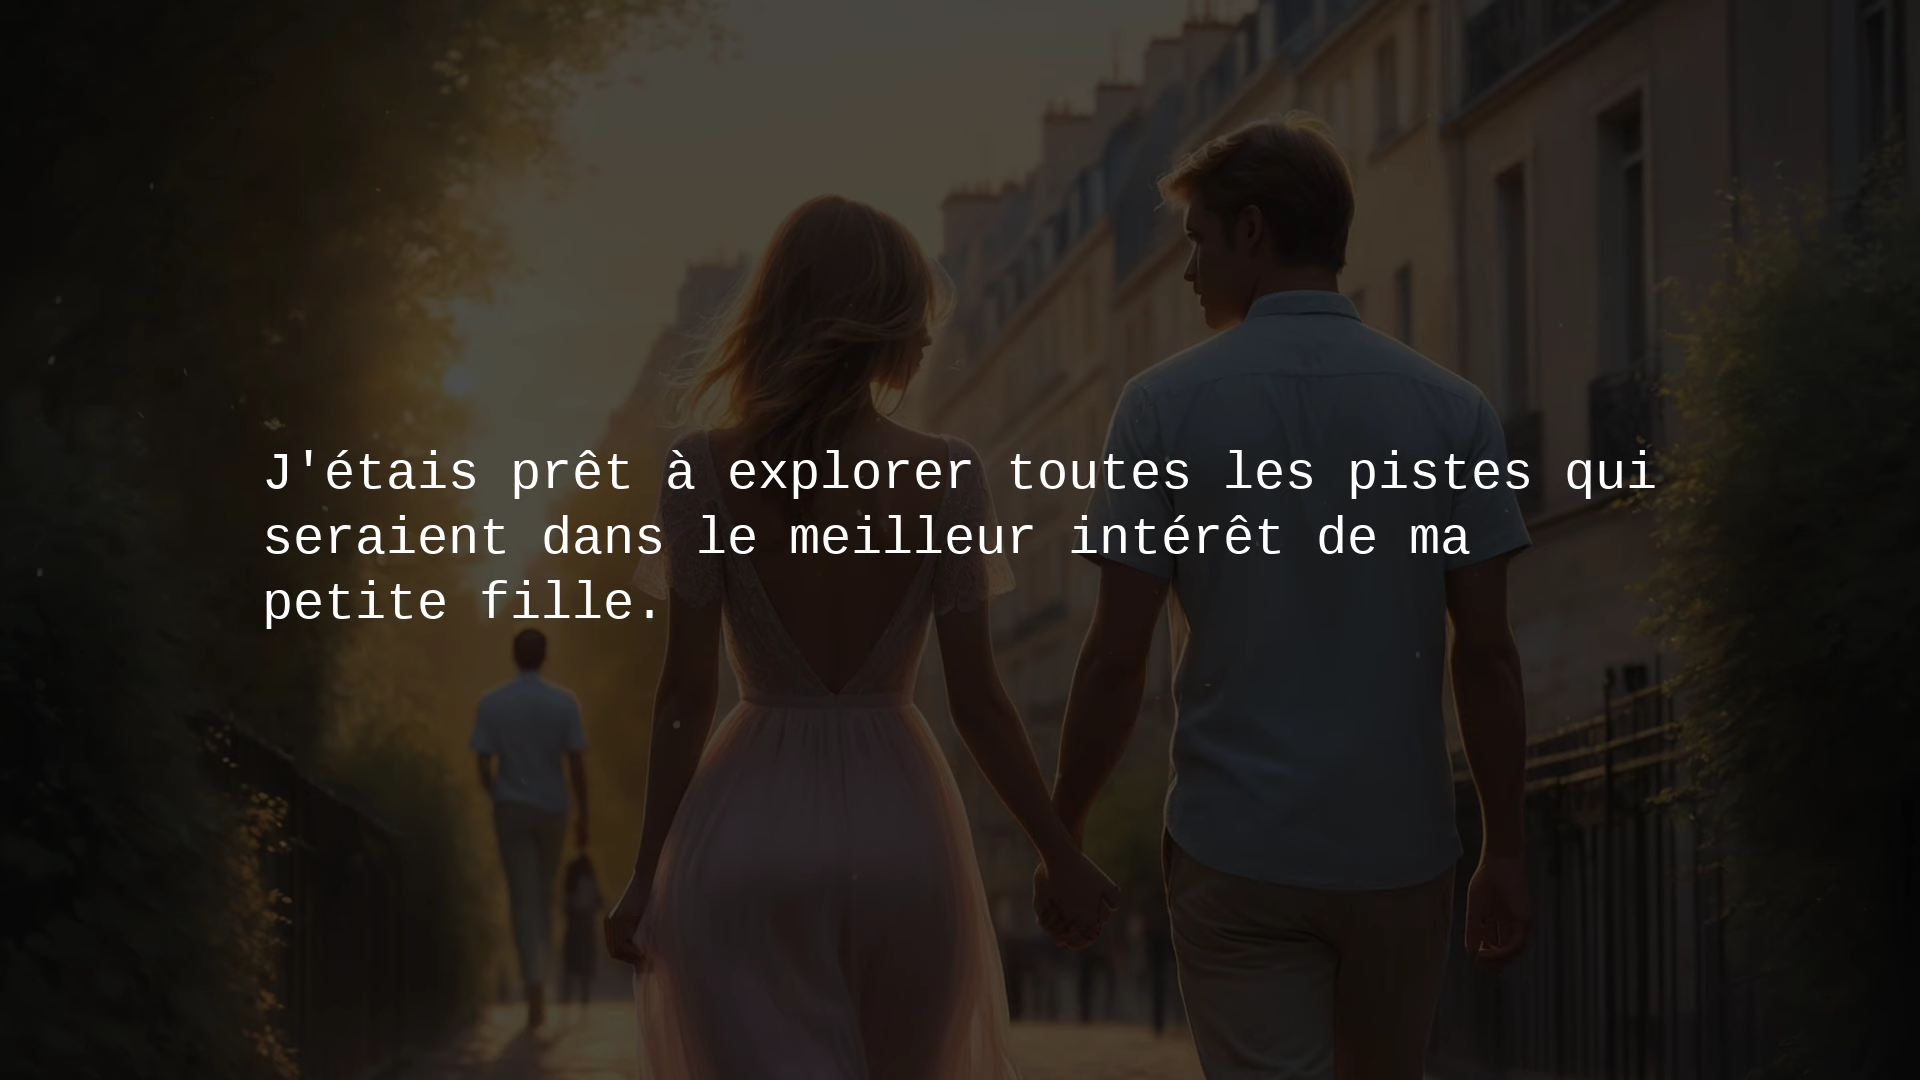 J'étais prêt à explorer toutes les pistes qui
seraient dans le meilleur intérêt de ma
petite fille.